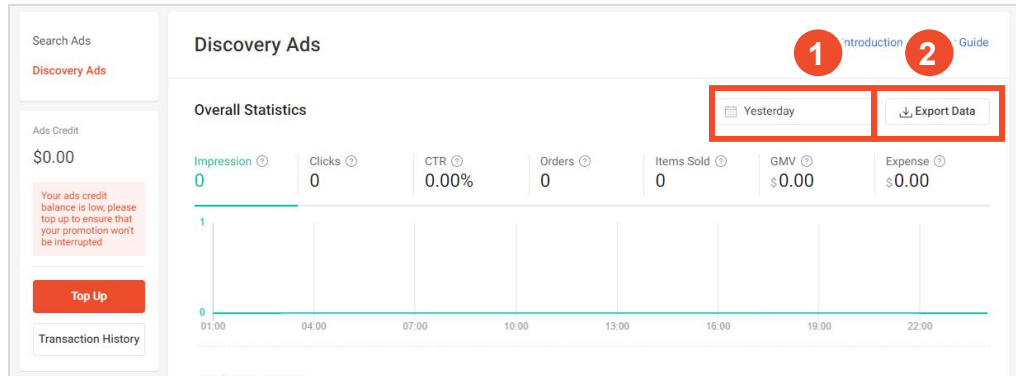 Search Ads
Discovery Ads
Ads Credit
$0.00
Your ads credit
balance is low, please
top up to ensure that
your promotion won't
be interrupted
Top Up
Transaction History
Discovery Ads
Introduction
Guide
1
2
Overall Statistics
Yesterday
Export Data
Impression
0
Clicks
0
CTR
0.00%
Orders
0
Items Sold
0
GMV
$0.00
Expense
$0.00
1
0
01:00 04:00 07:00 10:00 13:00 16:00 19:00 22:00